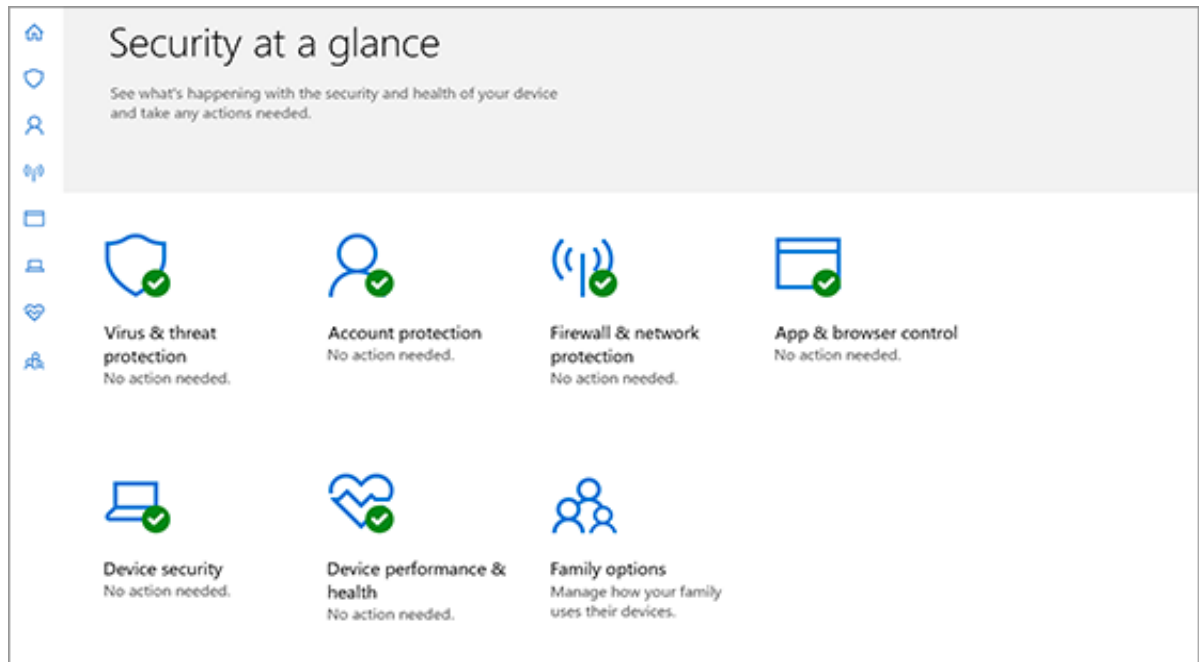 Security at a glance
See what's happening with the security and health of your device
and take any actions needed.
Virus & threat
protection
No action needed.
Account protection
No action needed.
Firewall & network
protection
No action needed.
App & browser control
No action needed.
Device security
No action needed.
Device performance &
health
No action needed.
Family options
Manage how your family
uses their devices.